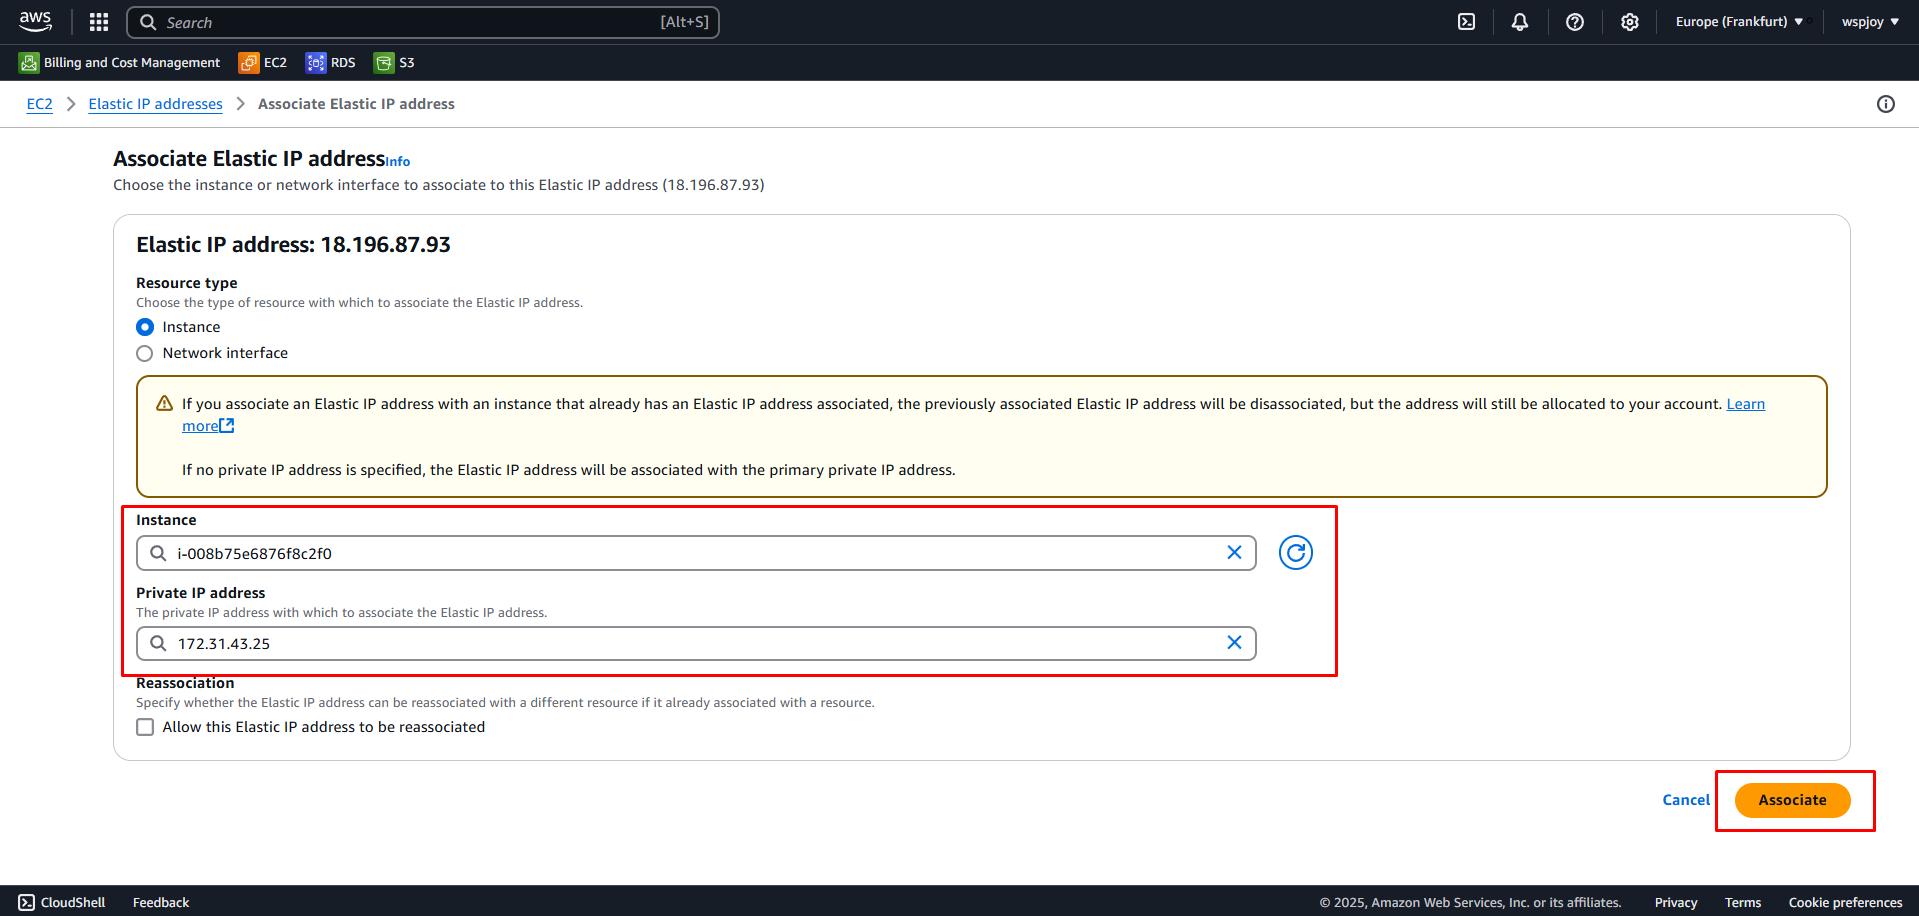 aws
Search
[Alt+S]
Europe (Frankfurt)
wspjoy
Billing and Cost Management
EC2
RDS
S3
EC2
Elastic IP addresses
Associate Elastic IP address
Associate Elastic IP address Info
Choose the instance or network interface to associate to this Elastic IP address (18.196.87.93)
Elastic IP address: 18.196.87.93
Resource type
Choose the type of resource with which to associate the Elastic IP address.
Instance
Network interface
If you associate an Elastic IP address with an instance that already has an Elastic IP address associated, the previously associated Elastic IP address will be disassociated, but the address will still be allocated to your account. Learn
more
If no private IP address is specified, the Elastic IP address will be associated with the primary private IP address.
Instance
i-008b75e6876f8c2f0
Private IP address
The private IP address with which to associate the Elastic IP address.
172.31.43.25
Reassociation
Specify whether the Elastic IP address can be reassociated with a different resource if it already associated with a resource.
Allow this Elastic IP address to be reassociated
Cancel
Associate
CloudShell
Feedback
© 2025, Amazon Web Services, Inc. or its affiliates.
Privacy
Terms
Cookie preferences